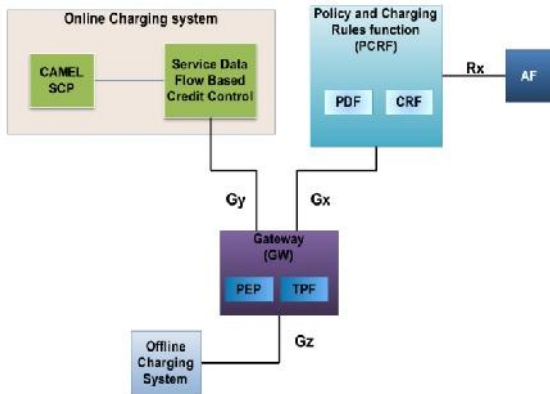 Online Charging system
CAMEL
SCP
Service Data
Flow Based
Credit Control
Policy and Charging
Rules function
(PCRF)
PDF
CRF
Rx
AF
Gy
Gx
Gateway
(GW)
PEP
TPF
Gz
Offline
Charging
System